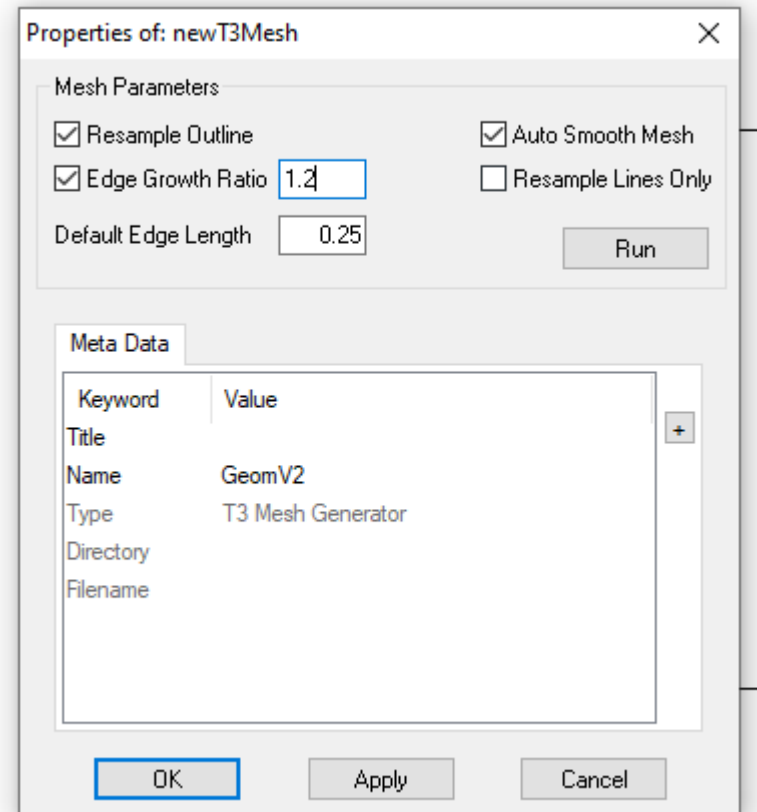 Properties of: newT3Mesh
Mesh Parameters
Resample Outline
Auto Smooth Mesh
Edge Growth Ratio 1.2
Resample Lines Only
Default Edge Length 0.25
Run
Meta Data
Keyword Value
+
Title
Name GeomV2
Type T3 Mesh Generator
Directory
Filename
OK Apply Cancel